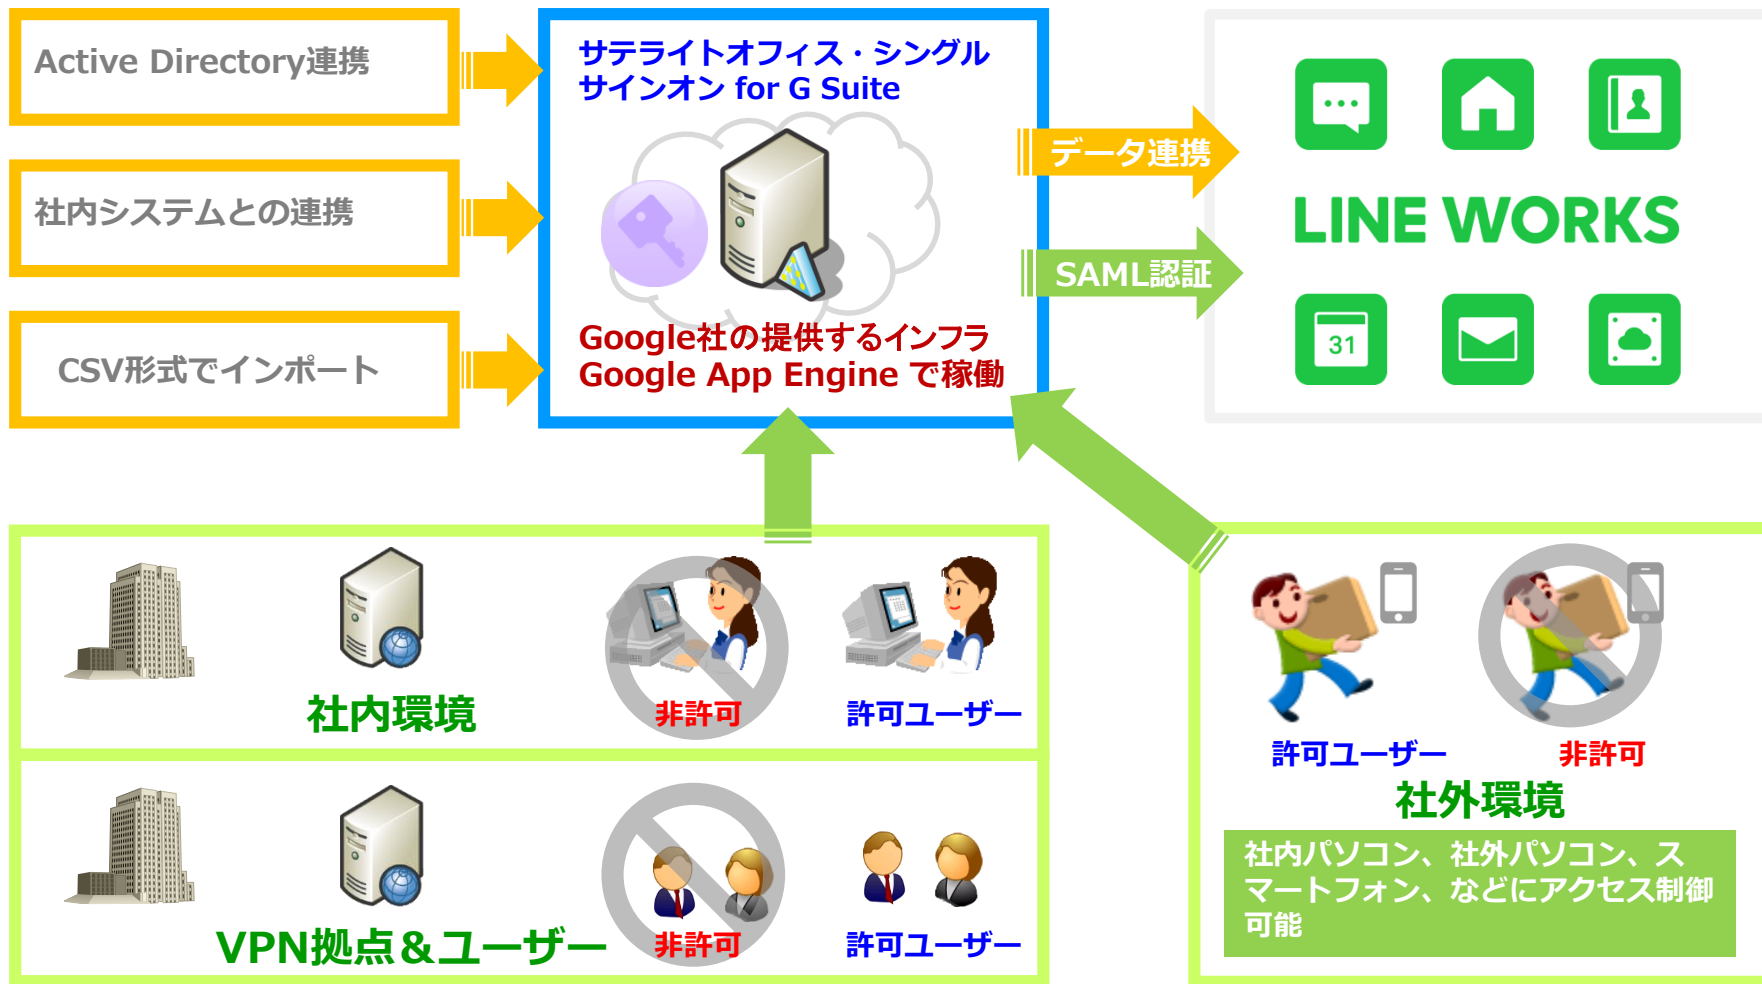 Active Directory連携
社内システムとの連携
CSV形式でインポート
サテライトオフィス・シングル
サインオン for G Suite
Google社の提供するインフラ
Google App Engine で稼働
データ連携
SAML認証
LINE WORKS
31
社内環境
非許可
許可ユーザー
VPN拠点＆ユーザー
非許可
許可ユーザー
許可ユーザー
非許可
社外環境
社内パソコン、社外パソコン、ス
マートフォン、などにアクセス制御
可能